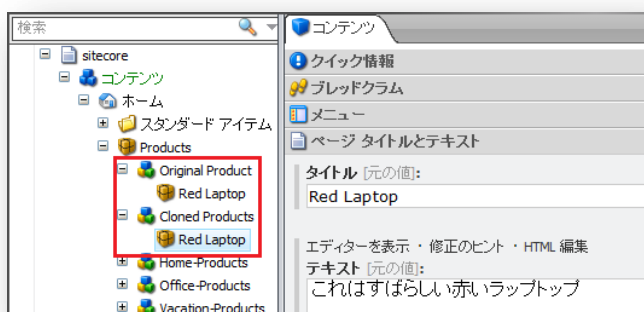 検索
sitecore
コンテンツ
ホーム
スタンダード アイテム
Products
Original Product
Red Laptop
Cloned Products
Red Laptop
Home-Products
Office-Products
Vacation-Products
コンテンツ
クイック情報
ブレッドクラム
メニュー
ページ タイトルとテキスト
タイトル [元の値]:
Red Laptop
エディターを表示 ・ 修正のヒント ・ HTML 編集
テキスト [元の値]:
これはすばらしい赤いラップトップ